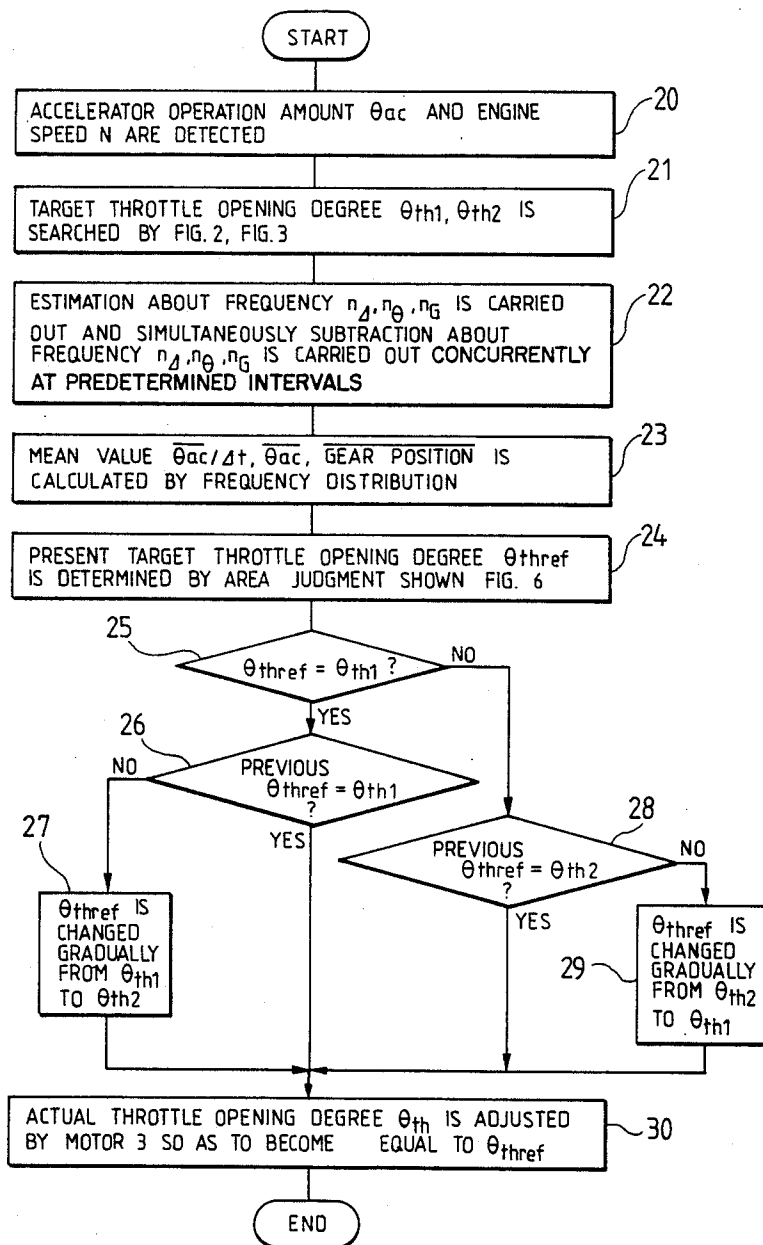 START
20
ACCELERATOR OPERATION AMOUNT θac AND ENGINE
SPEED N ARE DETECTED
21
TARGET THROTTLE OPENING DEGREE θth1, θth2 IS
SEARCHED BY FIG. 2, FIG. 3
22
ESTIMATION ABOUT FREQUENCY nΔ, nθ, nG IS CARRIED
OUT AND SIMULTANEOUSLY SUBTRACTION ABOUT
FREQUENCY nΔ, nθ, nG IS CARRIED OUT CONCURRENTLY
AT PREDETERMINED INTERVALS
23
MEAN VALUE θac/Δt, θac, GEAR POSITION IS
CALCULATED BY FREQUENCY DISTRIBUTION
24
PRESENT TARGET THROTTLE OPENING DEGREE θthref
IS DETERMINED BY AREA JUDGMENT SHOWN FIG. 6
25
θthref = θth1 ?
NO
YES
26
PREVIOUS
θthref = θth1
?
NO
YES
28
PREVIOUS
θthref = θth2
?
NO
YES
27
θthref IS
CHANGED
GRADUALLY
FROM θth1
TO θth2
29
θthref IS
CHANGED
GRADUALLY
FROM θth2
TO θth1
ACTUAL THROTTLE OPENING DEGREE θth IS ADJUSTED
BY MOTOR 3 SO AS TO BECOME EQUAL TO θthref
30
END